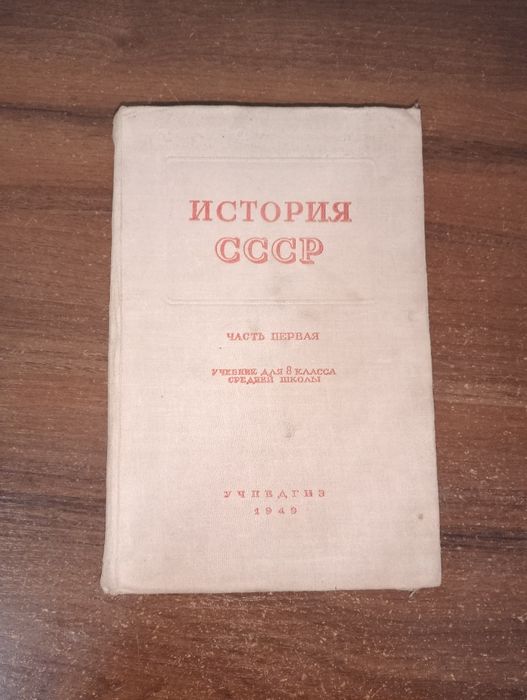 ИСТОРИЯ
СССР
ЧАСТЬ ПЕРВАЯ
УЧЕБНИК ДЛЯ 8 КЛАССА
СРЕДНЕЙ ШКОЛЫ
УЧПЕДГИЗ
1949